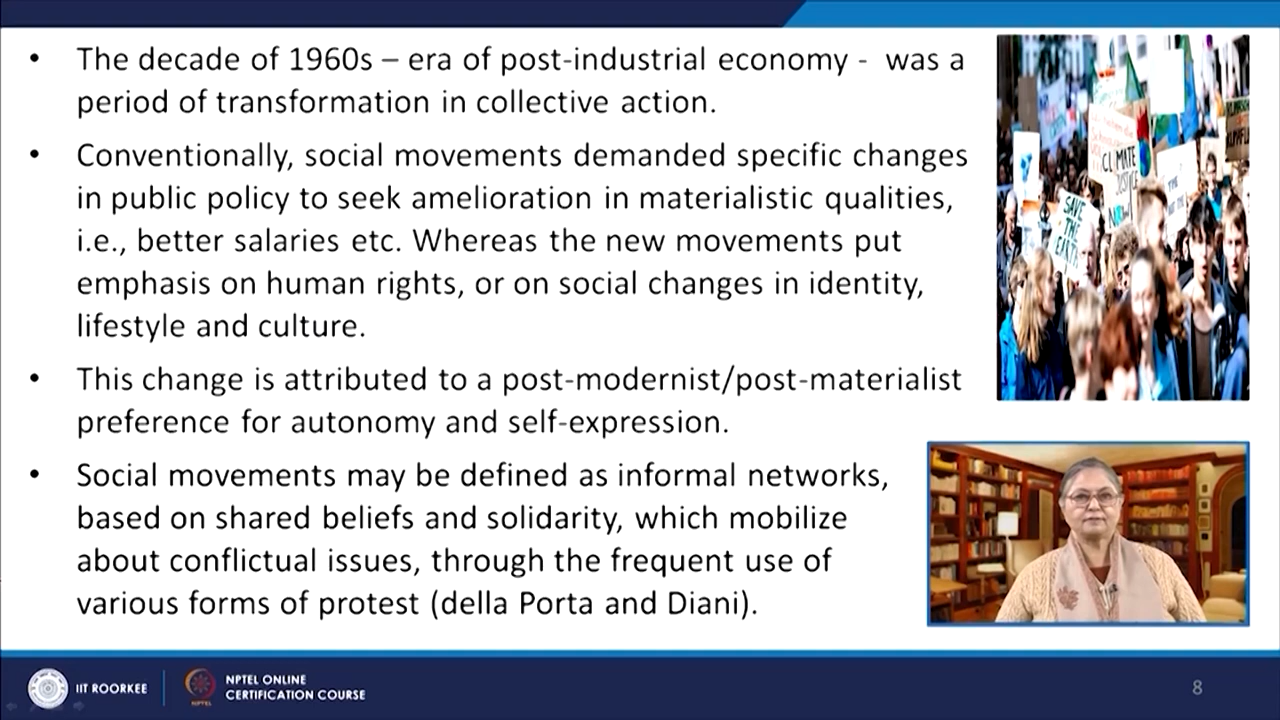 • The decade of 1960s – era of post-industrial economy - was a
period of transformation in collective action.
• Conventionally, social movements demanded specific changes
in public policy to seek amelioration in materialistic qualities,
i.e., better salaries etc. Whereas the new movements put
emphasis on human rights, or on social changes in identity,
lifestyle and culture.
• This change is attributed to a post-modernist/post-materialist
preference for autonomy and self-expression.
• Social movements may be defined as informal networks,
based on shared beliefs and solidarity, which mobilize
about conflictual issues, through the frequent use of
various forms of protest (della Porta and Diani).
CLIMATE
JUSTICE
NOW!
SAVE
THE
EARTH
IIT ROORKEE
NPTEL
NPTEL ONLINE
CERTIFICATION COURSE
8